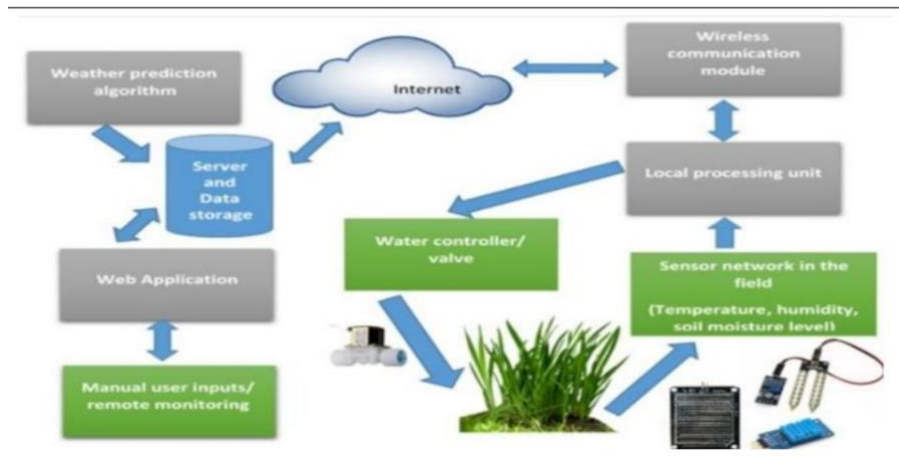 Weather prediction
algorithm
Internet
Wireless
communication
module
Server
and
Data
storage
Local processing unit
Water controller/
valve
Web Application
Sensor network in the
field
(Temperature, humidity,
soil moisture level)
Manual user inputs/
remote monitoring